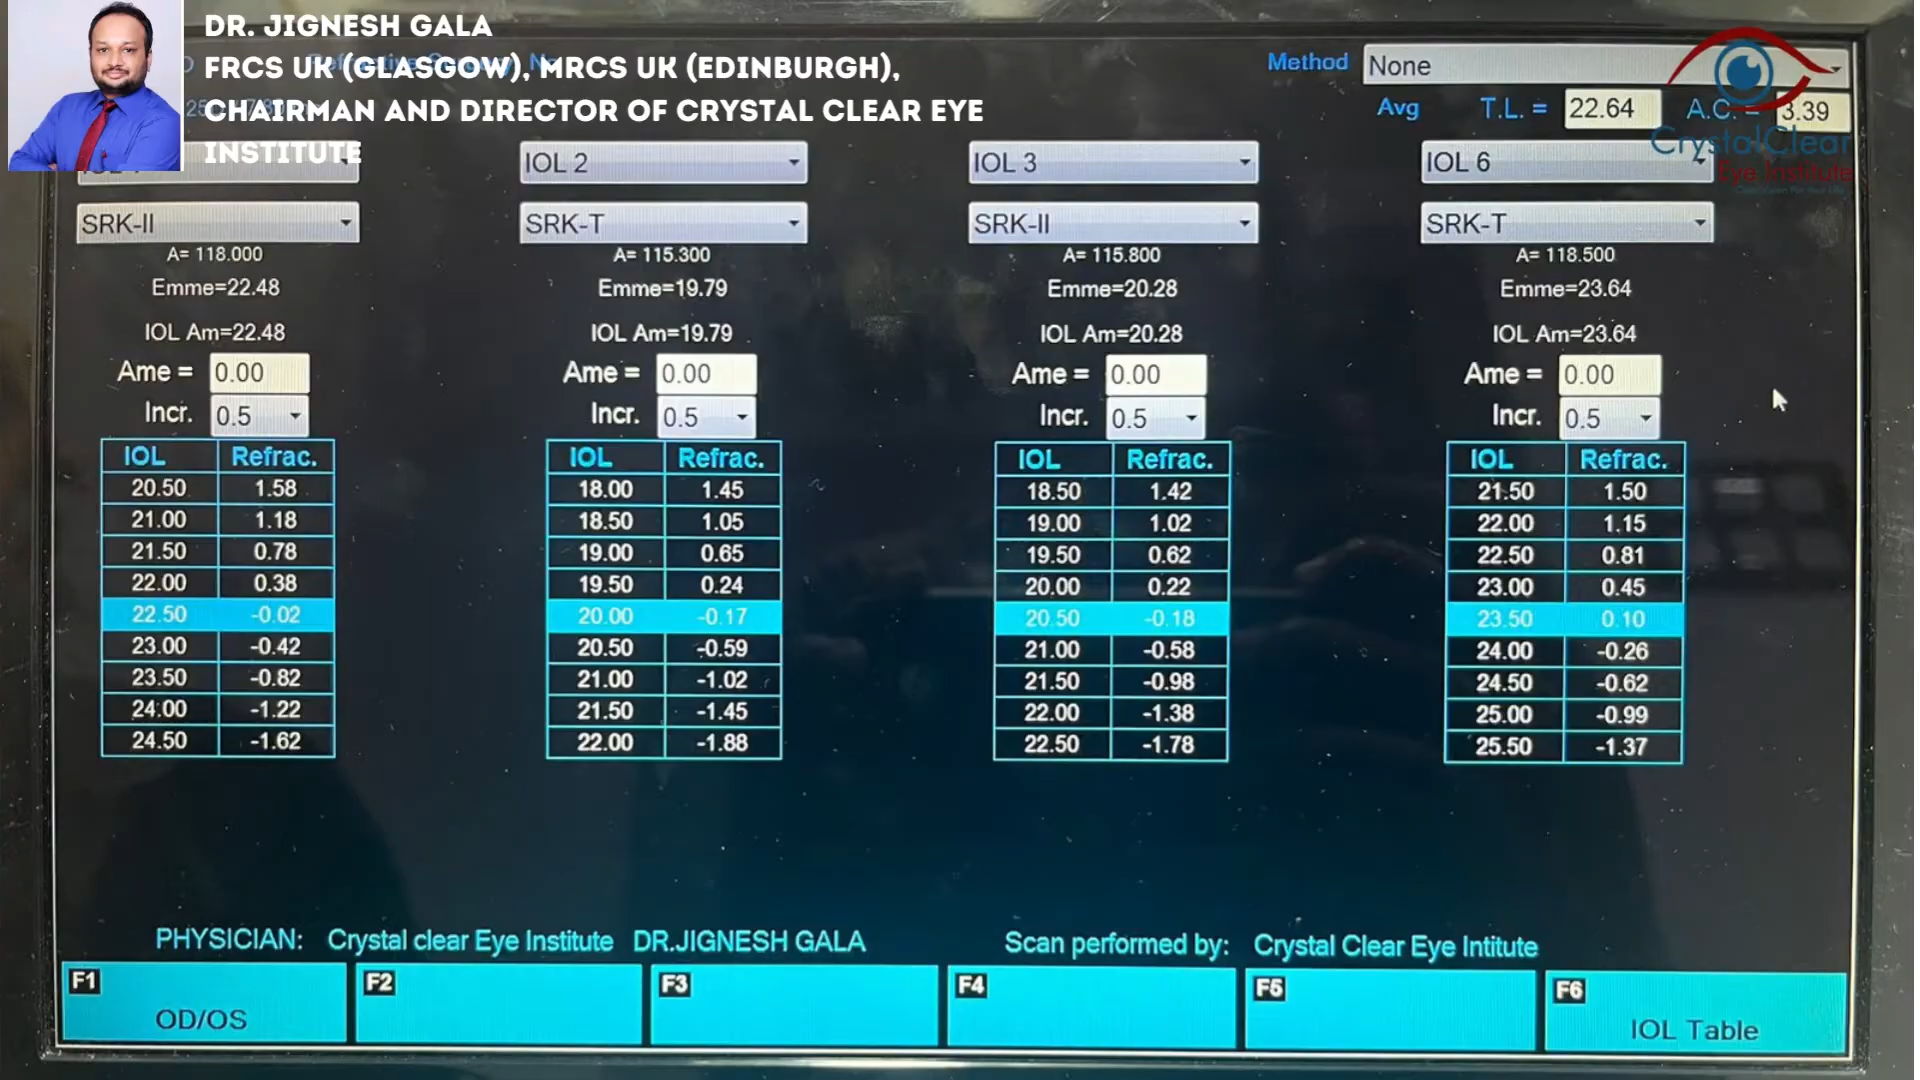 DR. JIGNESH GALA
FRCS UK (GLASGOW), MRCS UK (EDINBURGH),
CHAIRMAN AND DIRECTOR OF CRYSTAL CLEAR EYE
INSTITUTE
Method None
Avg T.L. = 22.64 A.C. = 3.39
CrystalClear
Eye Institute
IOL 2 IOL 3 IOL 6
SRK-II SRK-T SRK-II SRK-T
A= 118.000 A= 115.300 A= 115.800 A= 118.500
Emme=22.48 Emme=19.79 Emme=20.28 Emme=23.64
IOL Am=22.48 IOL Am=19.79 IOL Am=20.28 IOL Am=23.64
Ame = 0.00 Ame = 0.00 Ame = 0.00 Ame = 0.00
Incr. 0.5 Incr. 0.5 Incr. 0.5 Incr. 0.5
IOL Refrac. IOL Refrac. IOL Refrac. IOL Refrac.
20.50 1.58 18.00 1.45 18.50 1.42 21.50 1.50
21.00 1.18 18.50 1.05 19.00 1.02 22.00 1.15
21.50 0.78 19.00 0.65 19.50 0.62 22.50 0.81
22.00 0.38 19.50 0.24 20.00 0.22 23.00 0.45
22.50 -0.02 20.00 -0.17 20.50 -0.18 23.50 0.10
23.00 -0.42 20.50 -0.59 21.00 -0.58 24.00 -0.26
23.50 -0.82 21.00 -1.02 21.50 -0.98 24.50 -0.62
24.00 -1.22 21.50 -1.45 22.00 -1.38 25.00 -0.99
24.50 -1.62 22.00 -1.88 22.50 -1.78 25.50 -1.37
PHYSICIAN: Crystal clear Eye Institute DR.JIGNESH GALA Scan performed by: Crystal Clear Eye Intitute
F1 F2 F3 F4 F5 F6
OD/OS IOL Table